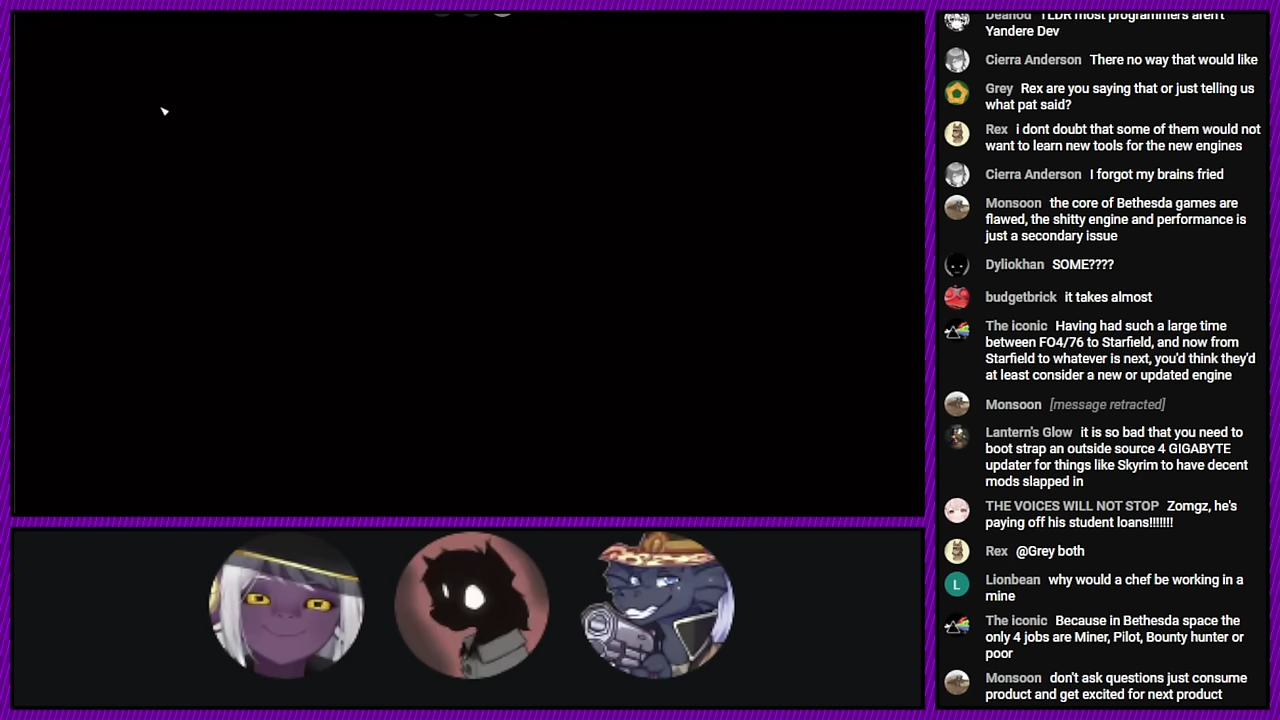 Deanod TLDR most programmers aren't
Yandere Dev
Cierra Anderson There no way that would like
Grey Rex are you saying that or just telling us
what pat said?
Rex i dont doubt that some of them would not
want to learn new tools for the new engines
Cierra Anderson I forgot my brains fried
Monsoon the core of Bethesda games are
flawed, the shitty engine and performance is
just a secondary issue
Dyliokhan SOME????
budgetbrick it takes almost
The iconic Having had such a large time
between FO4/76 to Starfield, and now from
Starfield to whatever is next, you'd think they'd
at least consider a new or updated engine
Monsoon [message retracted]
Lantern's Glow it is so bad that you need to
boot strap an outside source 4 GIGABYTE
updater for things like Skyrim to have decent
mods slapped in
THE VOICES WILL NOT STOP Zomgz, he's
paying off his student loans!!!!!!!
Rex @Grey both
L
Lionbean why would a chef be working in a
mine
The iconic Because in Bethesda space the
only 4 jobs are Miner, Pilot, Bounty hunter or
poor
Monsoon don't ask questions just consume
product and get excited for next product